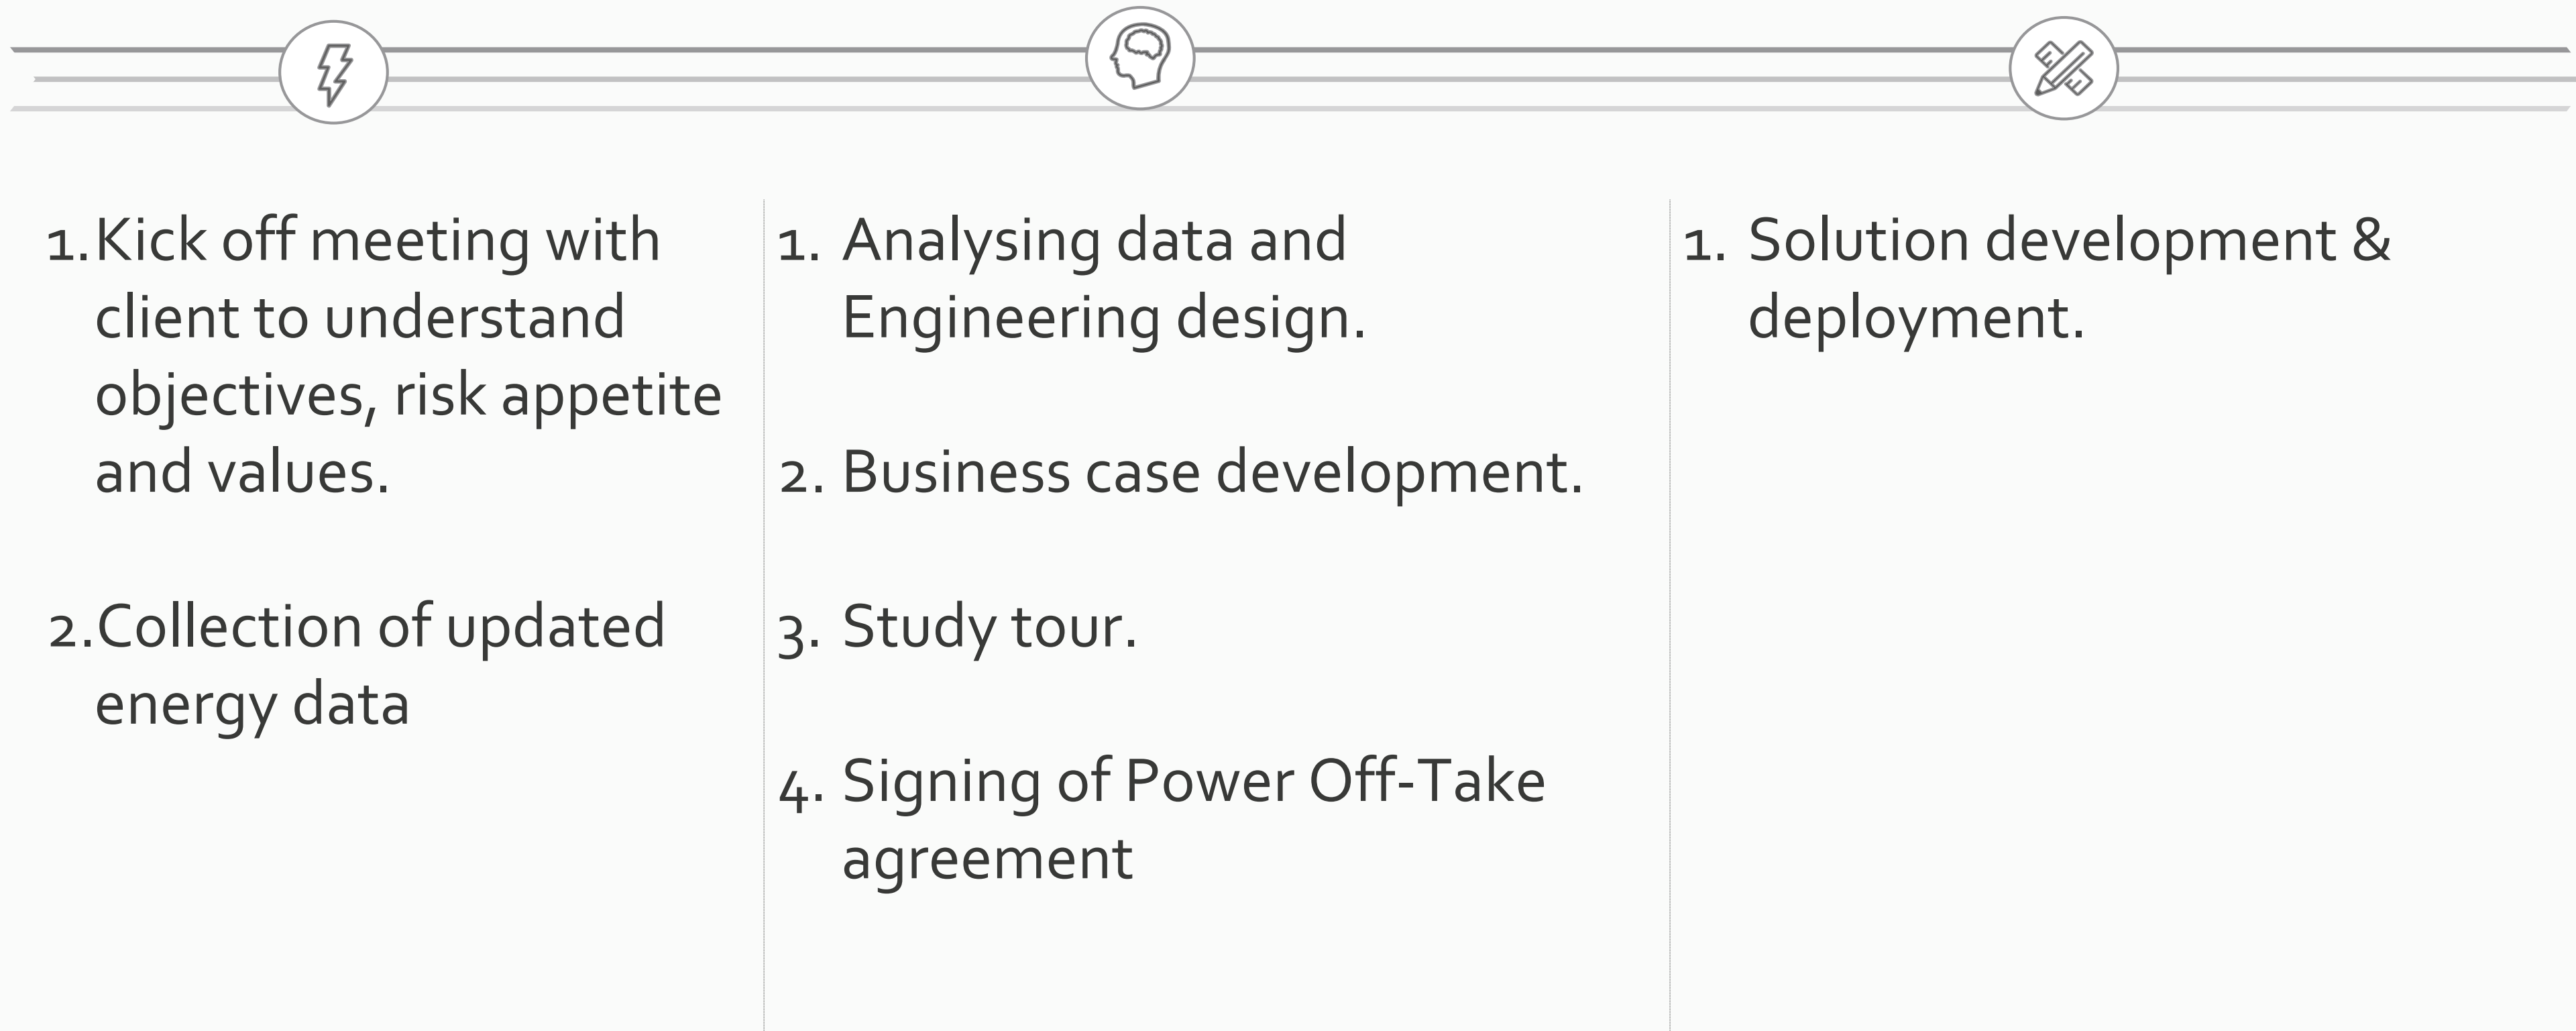 1. Kick off meeting with
client to understand
objectives, risk appetite
and values.
2. Collection of updated
energy data
1. Analysing data and
Engineering design.
2. Business case development.
3. Study tour.
4. Signing of Power Off-Take
agreement
1. Solution development &
deployment.